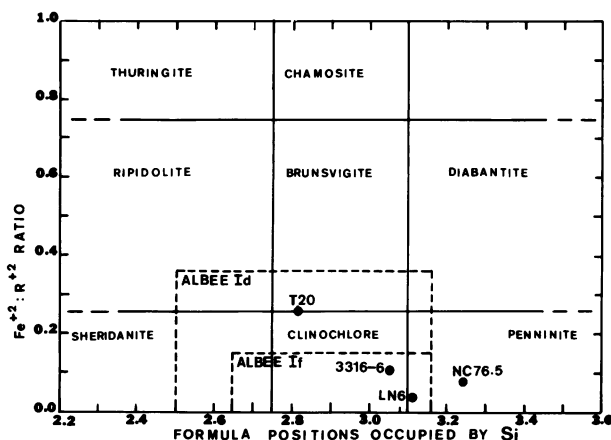 1.0
THURINGITE CHAMOSITE
0.8
RIPIDOLITE BRUNSVIGITE DIABANTITE
0.6
Fe+2:R+2 RATIO
0.4
ALBEE Id
T20
SHERIDANITE CLINOCHLORE PENNINITE
0.2
ALBEE If
3316-6
NC76.5
LN6
0.0
2.2 2.4 2.6 2.8 3.0 3.2 3.4 3.6
FORMULA POSITIONS OCCUPIED BY Si